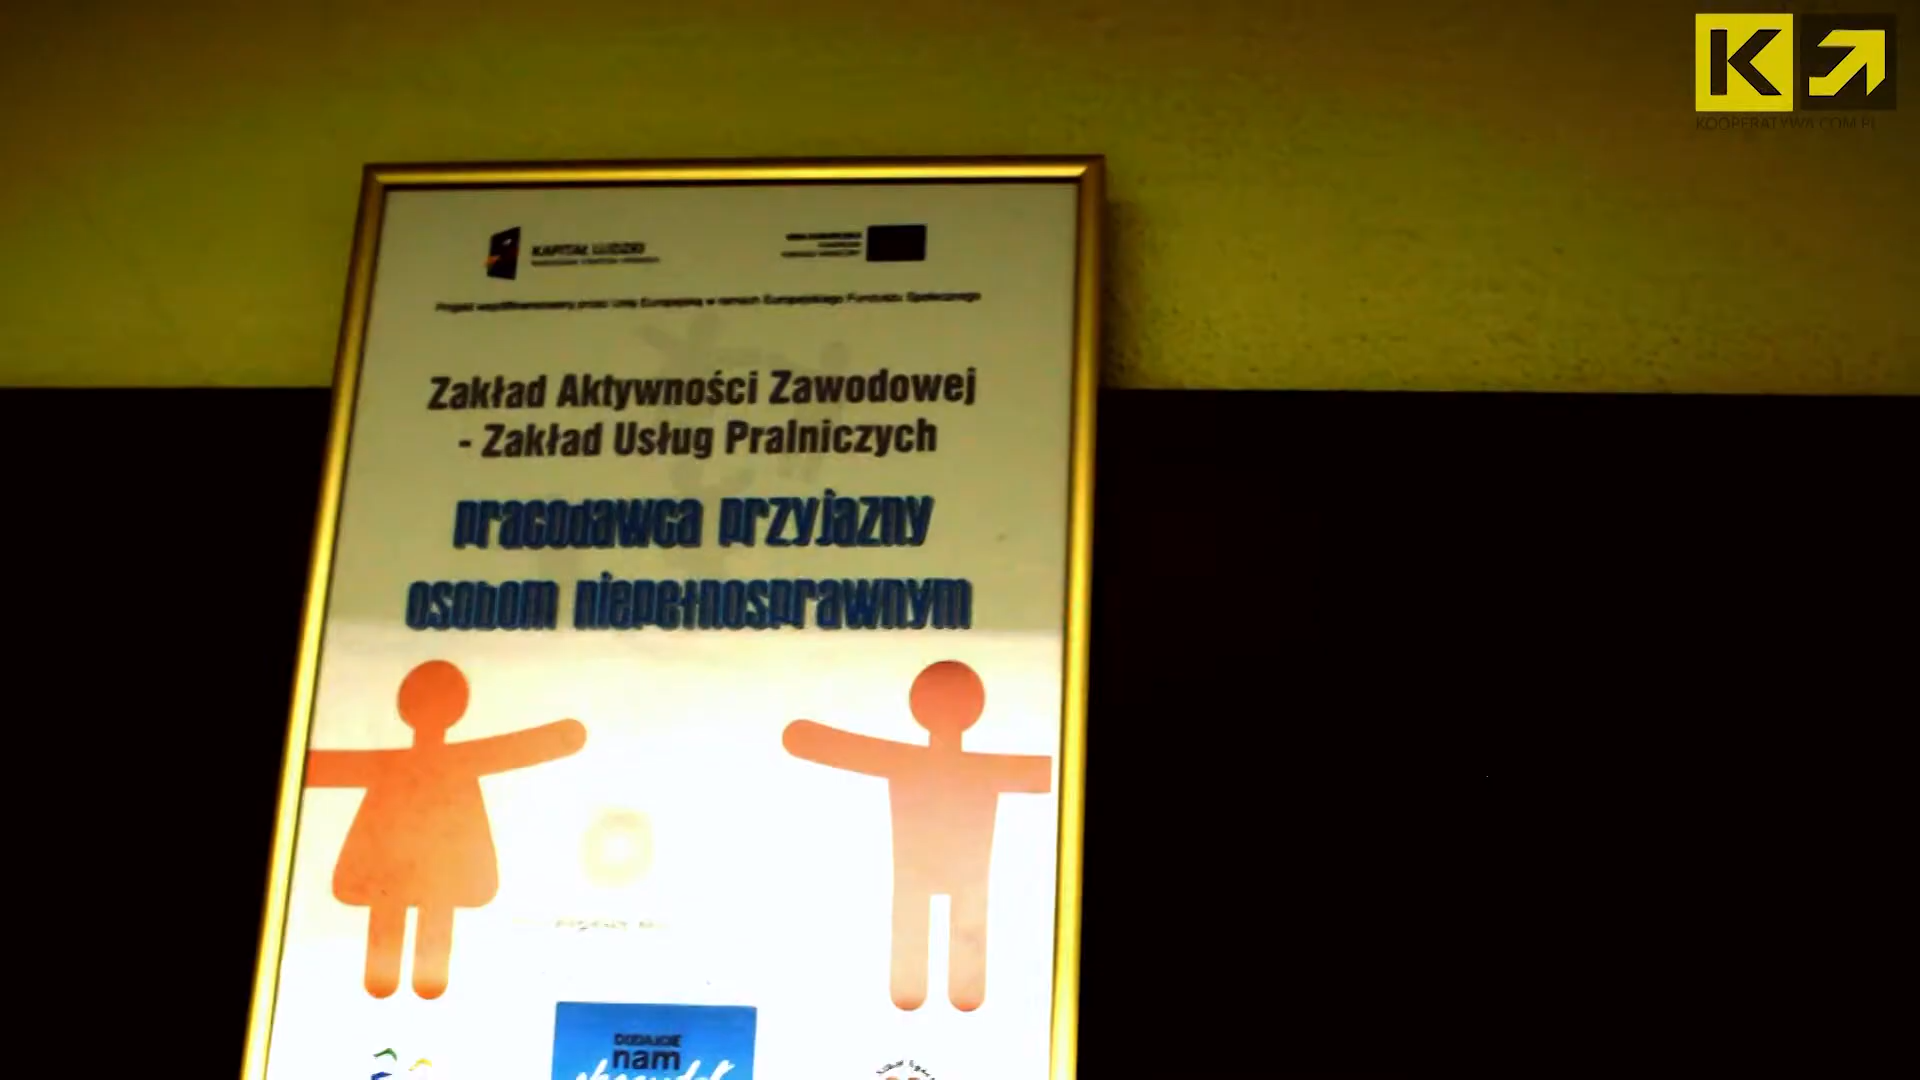 K
KOOPERATYWA.COM.PL
KAPITAŁ LUDZKI
Projekt współfinansowany przez Unię Europejską w ramach Europejskiego Funduszu Społecznego
Zakład Aktywności Zawodowej
- Zakład Usług Pralniczych
pracodawca przyjazny
osobom niepełnosprawnym
DODAJCIE
nam